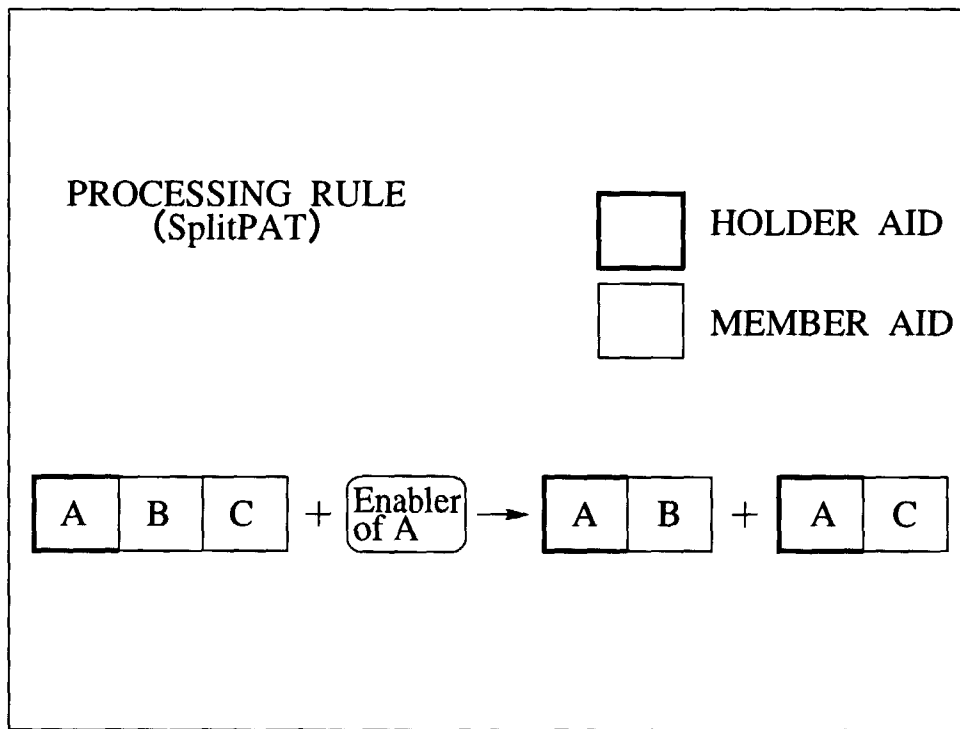 PROCESSING RULE
(SplitPAT)
HOLDER AID
MEMBER AID
A B C + Enabler of A → A B + A C